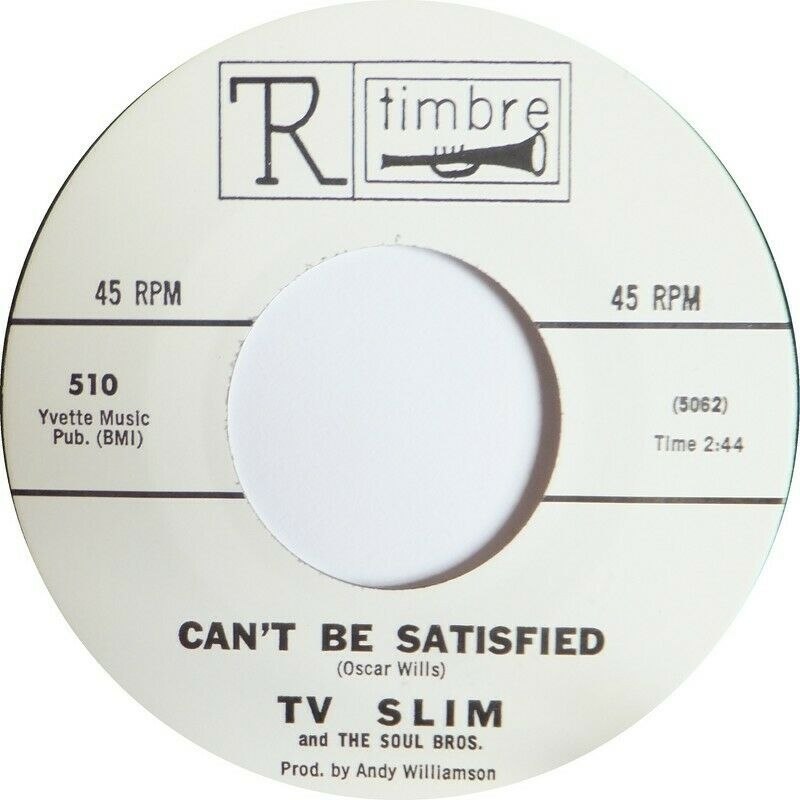 TR timbre
45 RPM
45 RPM
510
Yvette Music
Pub. (BMI)
(5062)
Time 2:44
CAN'T BE SATISFIED
(Oscar Wills)
TV SLIM
and THE SOUL BROS.
Prod. by Andy Williamson